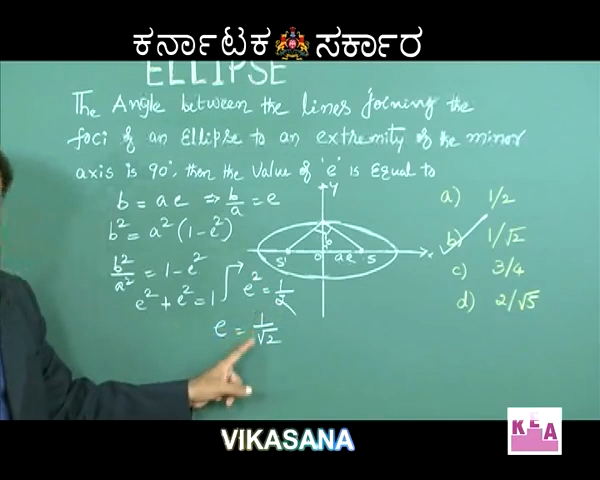 ಕರ್ನಾಟಕ ಸರ್ಕಾರ
ELLIPSE
The Angle between the lines joining the
foci of an Ellipse to an extremity of the minor
axis is 90°, then the value of 'e' is Equal to
b = ae ⇒ b/a = e
b² = a²(1-e²)
b²/a² = 1-e²
e² + e² = 1
e² = 1/2
e = 1/√2
y
b
S' o ae S x
a) 1/2
b) 1/√2
c) 3/4
d) 2/√5
KEA
VIKASANA